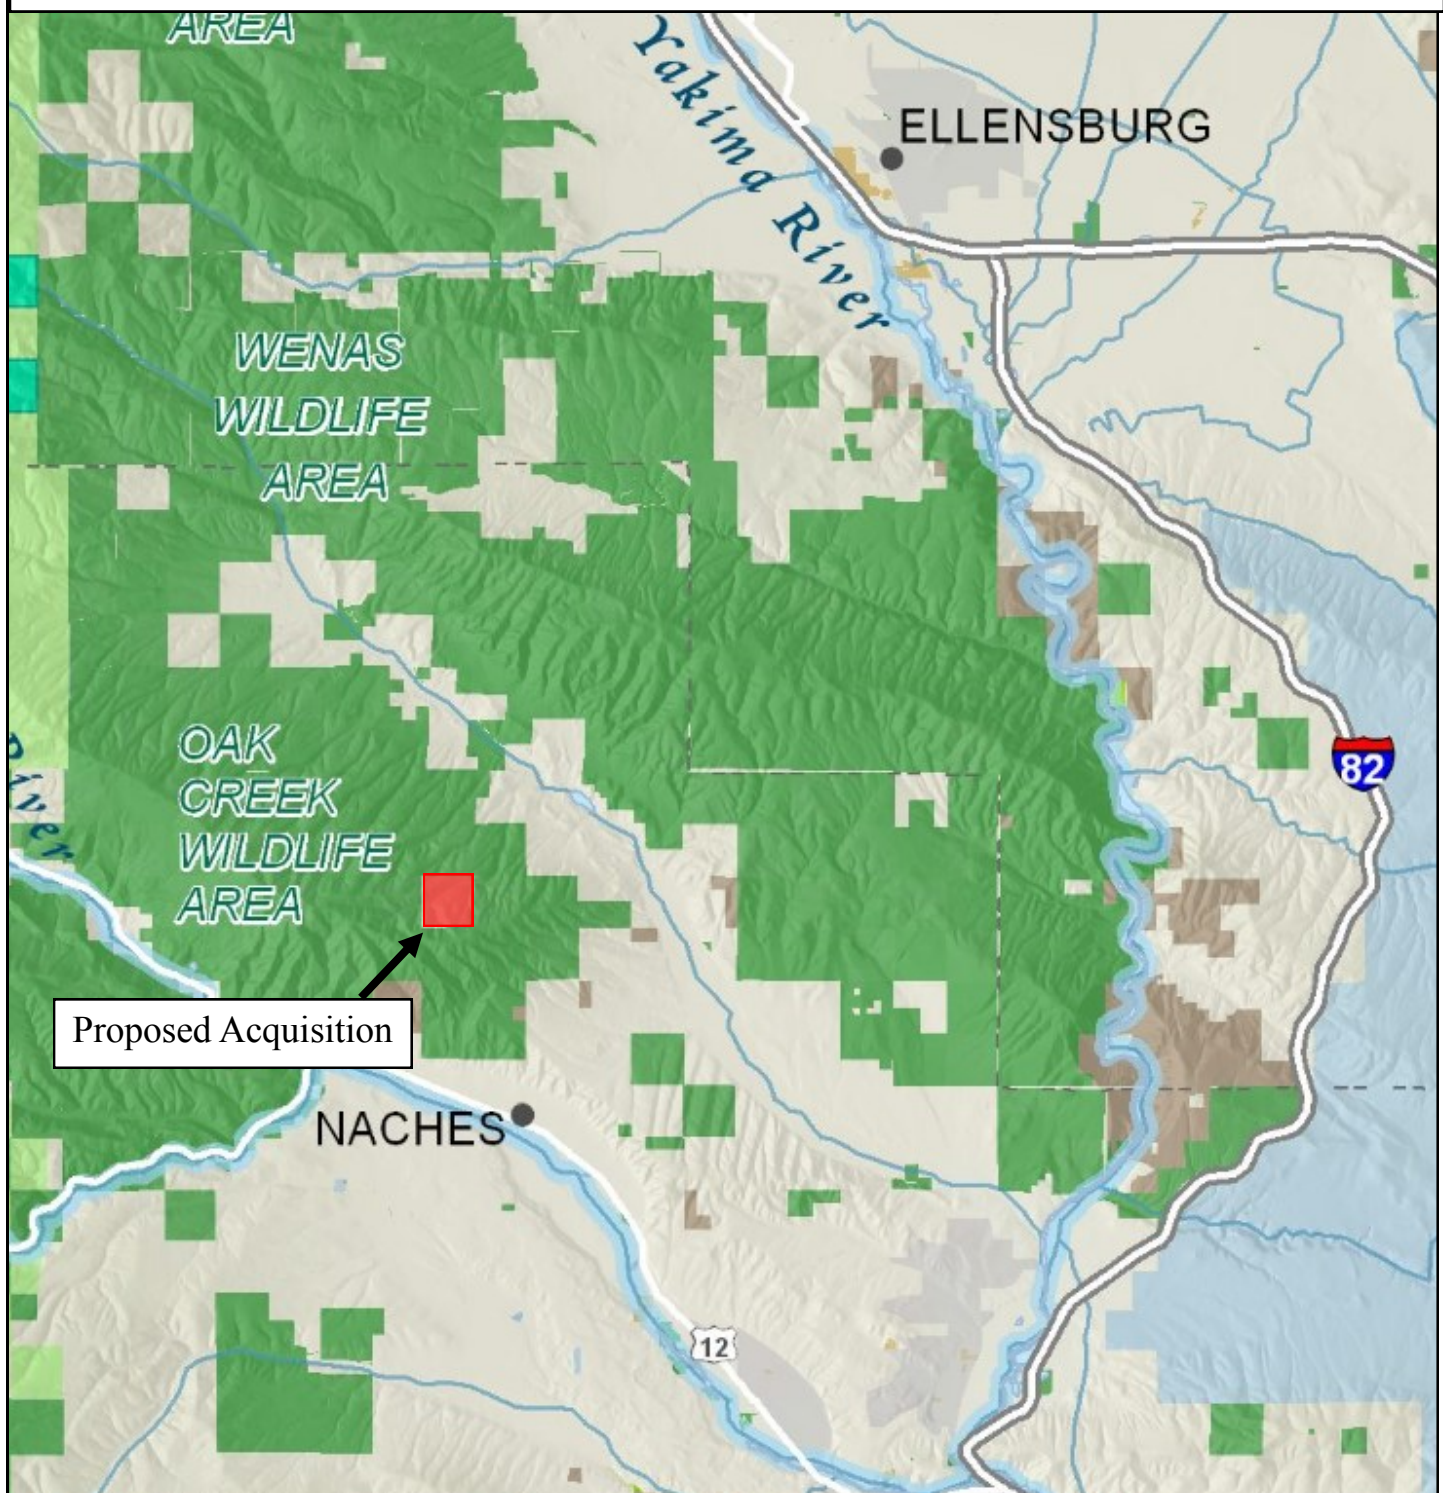 AREA
Yakima River
ELLENSBURG
WENAS
WILDLIFE
AREA
OAK
CREEK
WILDLIFE
AREA
River
82
Proposed Acquisition
NACHES
12